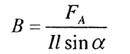 B = F_A / Il sin α